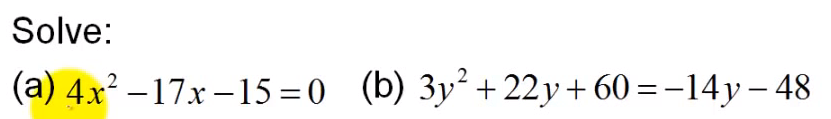 Solve:
(a) 4x² – 17x – 15 = 0 (b) 3y² + 22y + 60 = –14y – 48